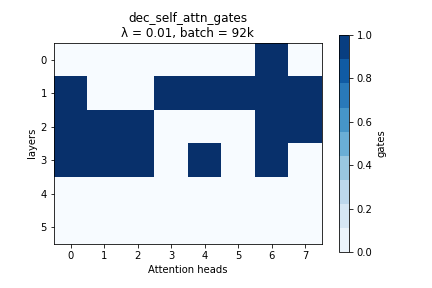 dec_self_attn_gates
λ = 0.01, batch = 92k
layers
0
1
2
3
4
5
0 1 2 3 4 5 6 7
Attention heads
1.0
0.8
0.6
0.4
0.2
0.0
gates